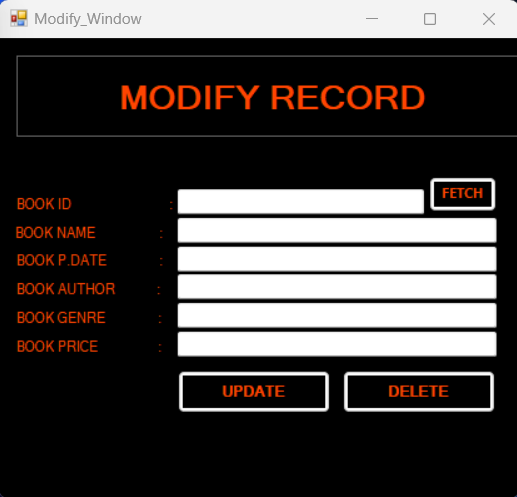 Modify_Window
MODIFY RECORD
FETCH
BOOK ID :
BOOK NAME :
BOOK P.DATE :
BOOK AUTHOR :
BOOK GENRE :
BOOK PRICE :
UPDATE DELETE